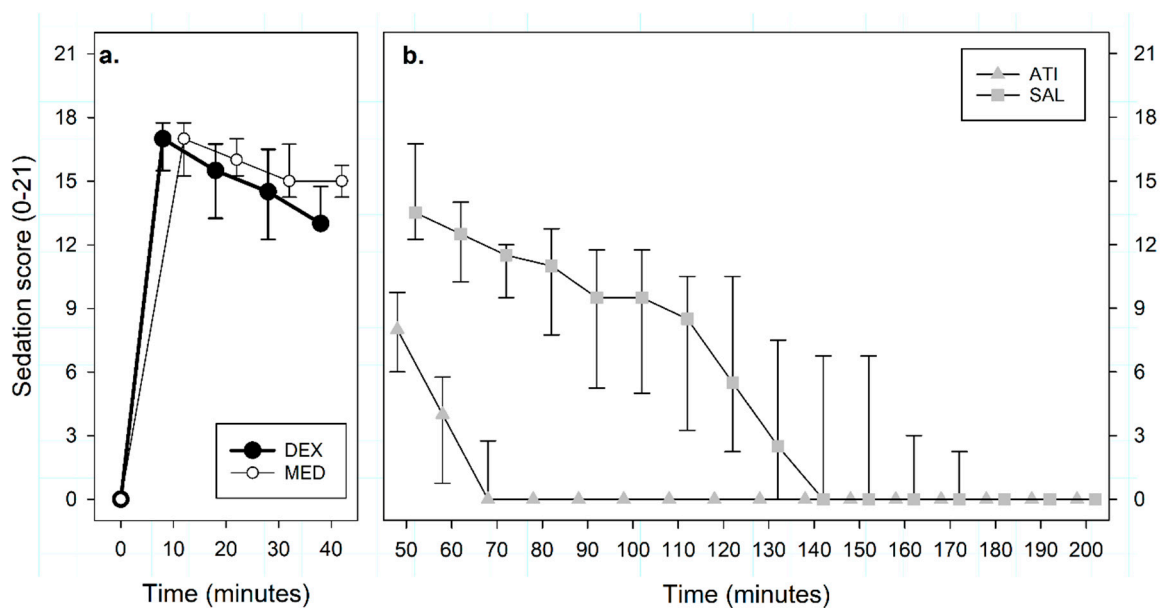 a.
b.
Sedation score (0-21)
21
18
15
12
9
6
3
0
DEX
MED
0 10 20 30 40
Time (minutes)
ATI
SAL
21
18
15
12
9
6
3
0
50 60 70 80 90 100 110 120 130 140 150 160 170 180 190 200
Time (minutes)